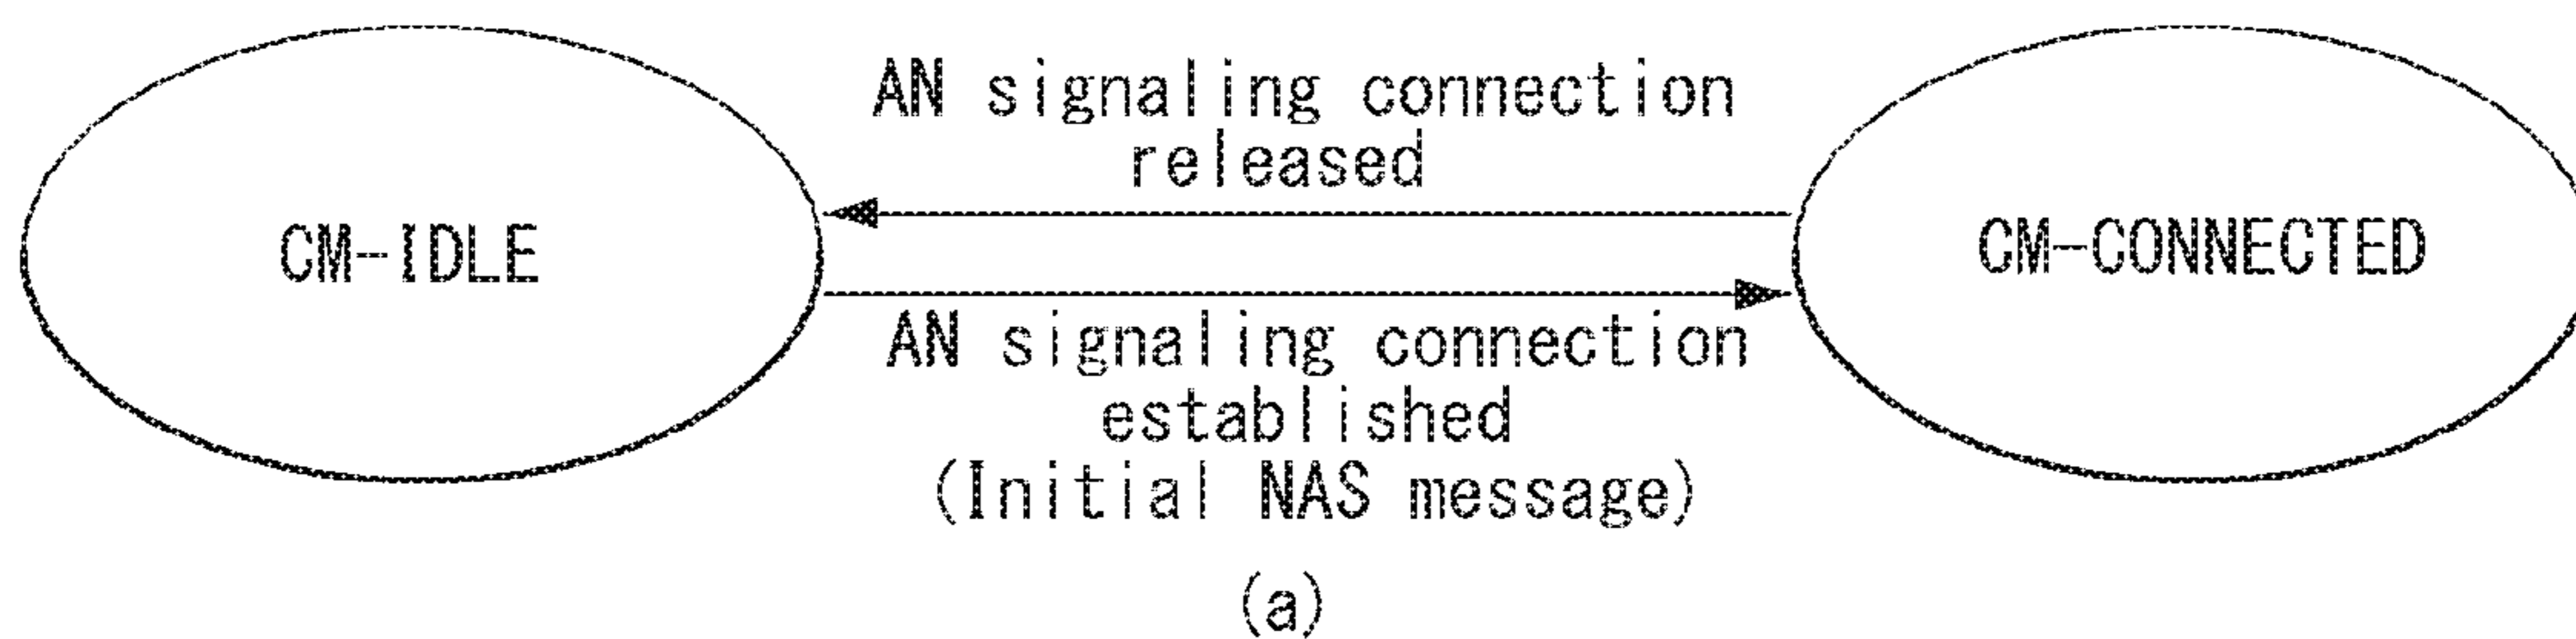 AN signaling connection
released
CM-IDLE
CM-CONNECTED
AN signaling connection
established
(Initial NAS message)
(a)